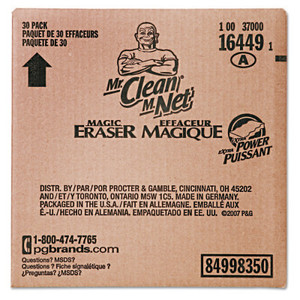 30 PACK
PAQUET DE 30 EFFACEURS
PAQUETE DE 30
1 00 37000
16449 1
A
Mr. Clean
M. Net
MAGIC EFFACEUR
ERASER MAGIQUE
EXTRA POWER
EXTRA PUISSANT
DISTR. BY/PAR/POR PROCTER & GAMBLE, CINCINNATI, OH 45202
AND/ET/Y TORONTO, ONTARIO M5W 1C5. MADE IN GERMANY.
PACKAGED IN THE U.S.A. / FAIT EN ALLEMAGNE. EMBALLÉ AUX
É.-U. / HECHO EN ALEMANIA, EMPAQUETADO EN EE. UU. ©2007 P&G
1-800-474-7765
pgbrands.com
Questions? MSDS?
Questions ? Fiche signalétique ?
¿Preguntas? ¿MSDS?
84998350